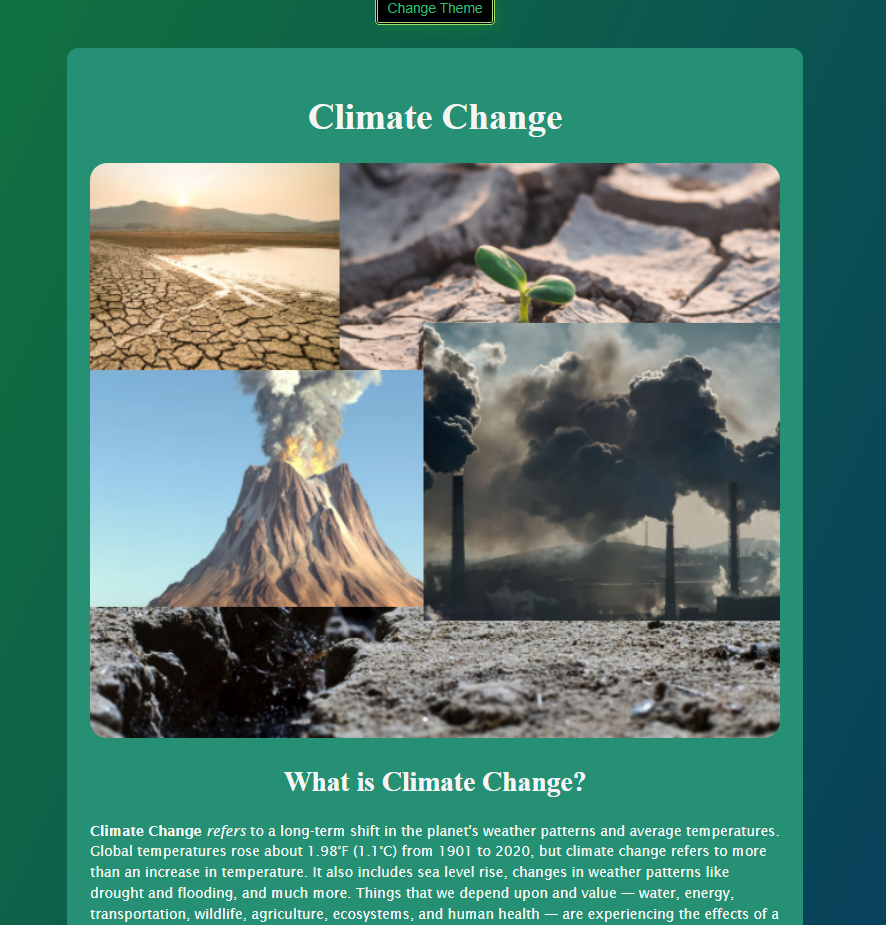 Change Theme
Climate Change
What is Climate Change?
Climate Change refers to a long-term shift in the planet's weather patterns and average temperatures.
Global temperatures rose about 1.98°F (1.1°C) from 1901 to 2020, but climate change refers to more
than an increase in temperature. It also includes sea level rise, changes in weather patterns like
drought and flooding, and much more. Things that we depend upon and value — water, energy,
transportation, wildlife, agriculture, ecosystems, and human health — are experiencing the effects of a